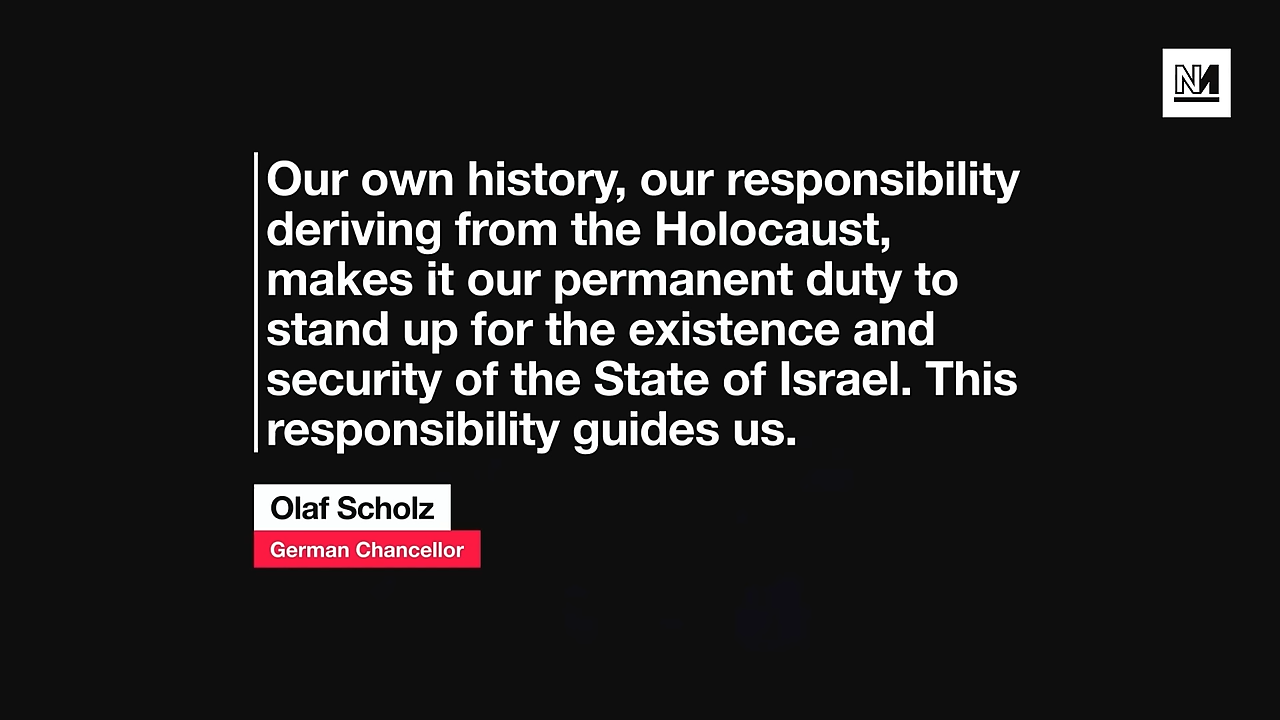 Our own history, our responsibility
deriving from the Holocaust,
makes it our permanent duty to
stand up for the existence and
security of the State of Israel. This
responsibility guides us.
Olaf Scholz
German Chancellor